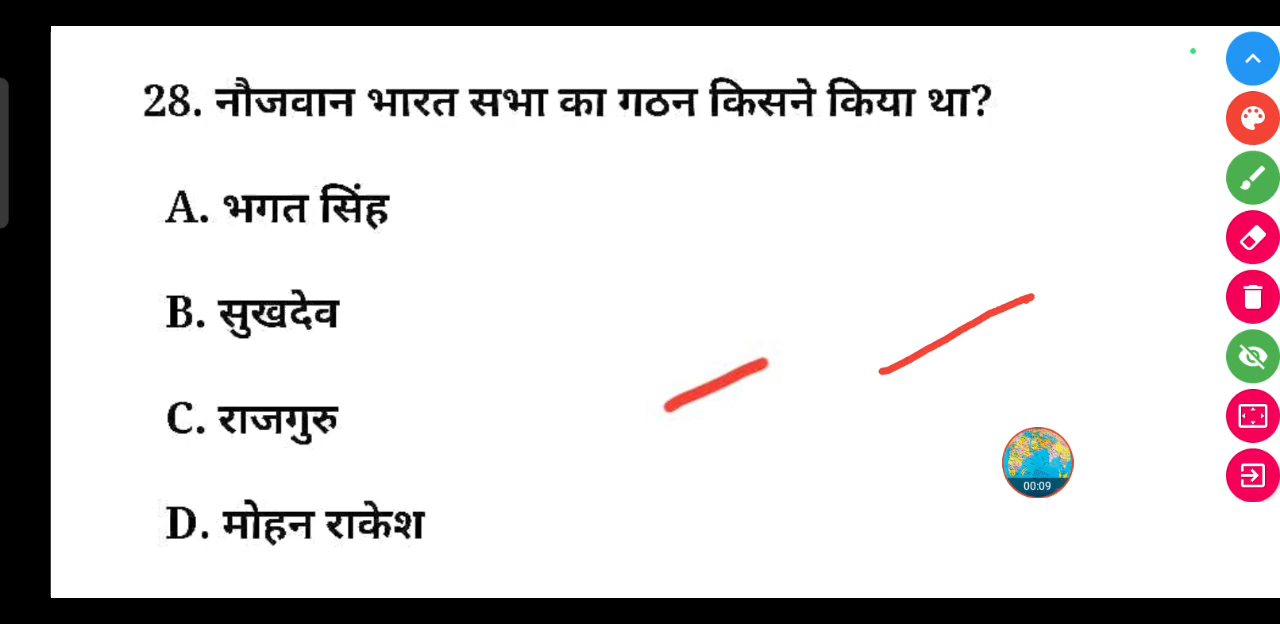 28. नौजवान भारत सभा का गठन किसने किया था?
A. भगत सिंह
B. सुखदेव
C. राजगुरु
D. मोहन राकेश
00:09